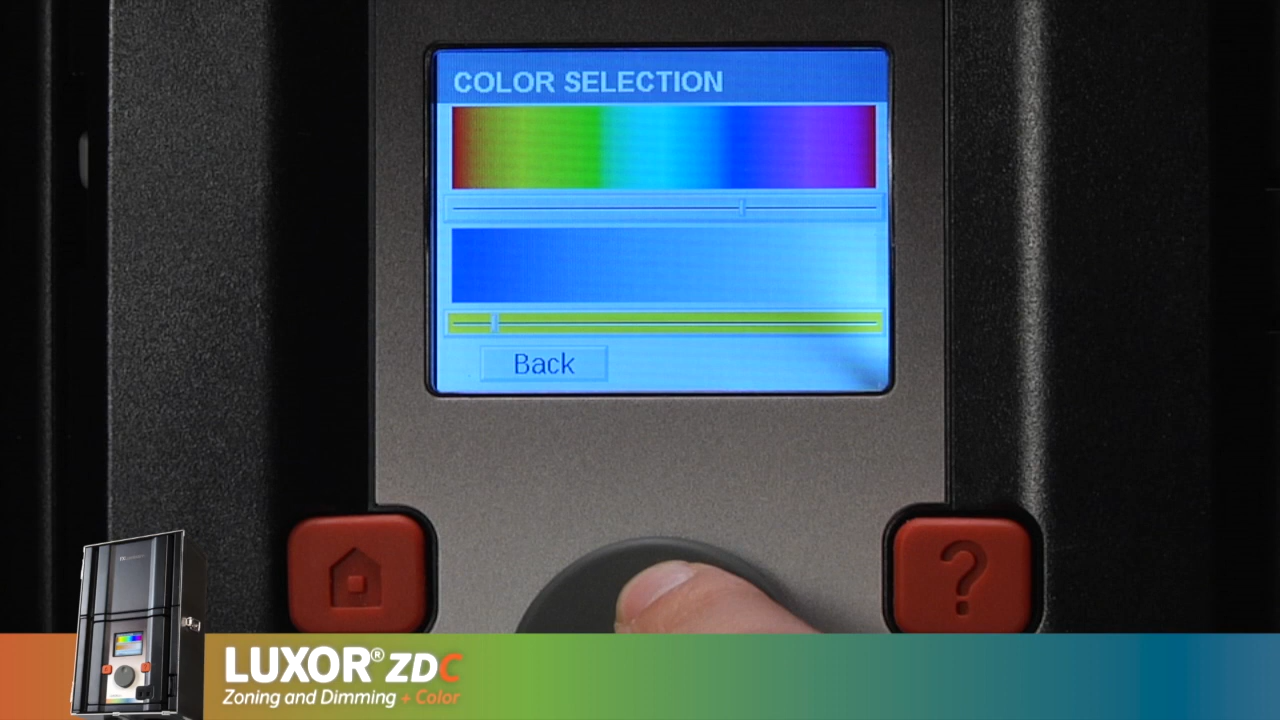 COLOR SELECTION
Back
?
LUXOR® ZDC
Zoning and Dimming + Color